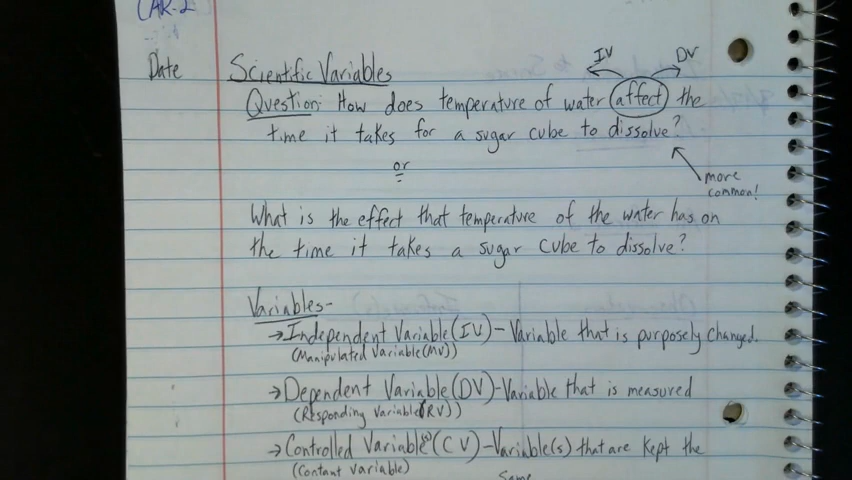 CAR-2
IV DV
Date Scientific Variables
Question: How does temperature of water affect the
time it takes for a sugar cube to dissolve?
or
more
common!
What is the effect that temperature of the water has on
the time it takes a sugar cube to dissolve?
Variables-
→ Independent Variable (IV) - Variable that is purposely changed.
(Manipulated Variable (MV))
→ Dependent Variable (DV) - Variable that is measured
(Responding Variable (RV))
→ Controlled Variable(s) (CV) - Variable(s) that are kept the
(Contant Variable) Same